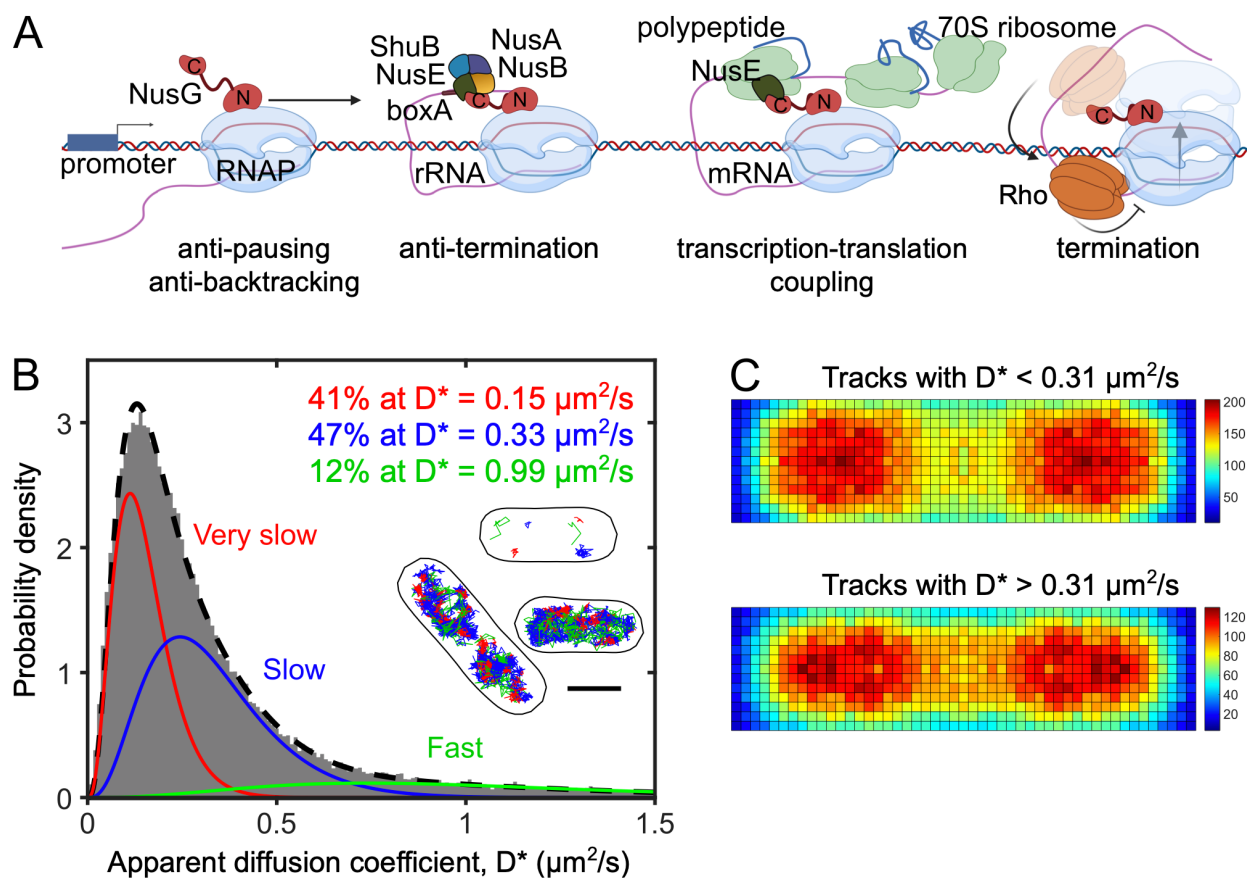 A
NusG
C
N
promoter
RNAP
anti-pausing
anti-backtracking
ShuB
NusA
NusE
NusB
boxA
C
N
rRNA
anti-termination
polypeptide
70S ribosome
NusE
C
N
mRNA
transcription-translation
coupling
C
N
Rho
termination
B
41% at D* = 0.15 µm²/s
47% at D* = 0.33 µm²/s
12% at D* = 0.99 µm²/s
Very slow
Slow
Fast
Probability density
3
2
1
0
0
0.5
1
1.5
Apparent diffusion coefficient, D* (µm²/s)
C
Tracks with D* < 0.31 µm²/s
200
150
100
50
Tracks with D* > 0.31 µm²/s
120
100
80
60
40
20